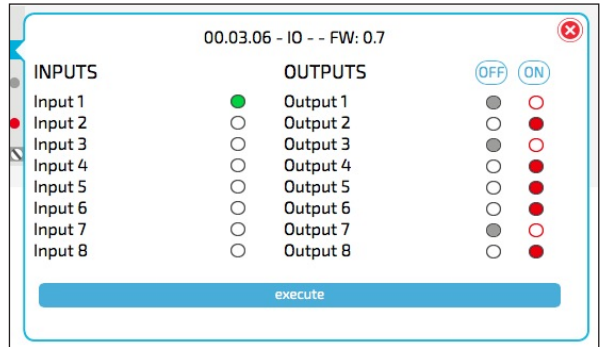 00.03.06 - IO - - FW: 0.7
INPUTS OUTPUTS OFF ON
Input 1 Output 1
Input 2 Output 2
Input 3 Output 3
Input 4 Output 4
Input 5 Output 5
Input 6 Output 6
Input 7 Output 7
Input 8 Output 8
execute